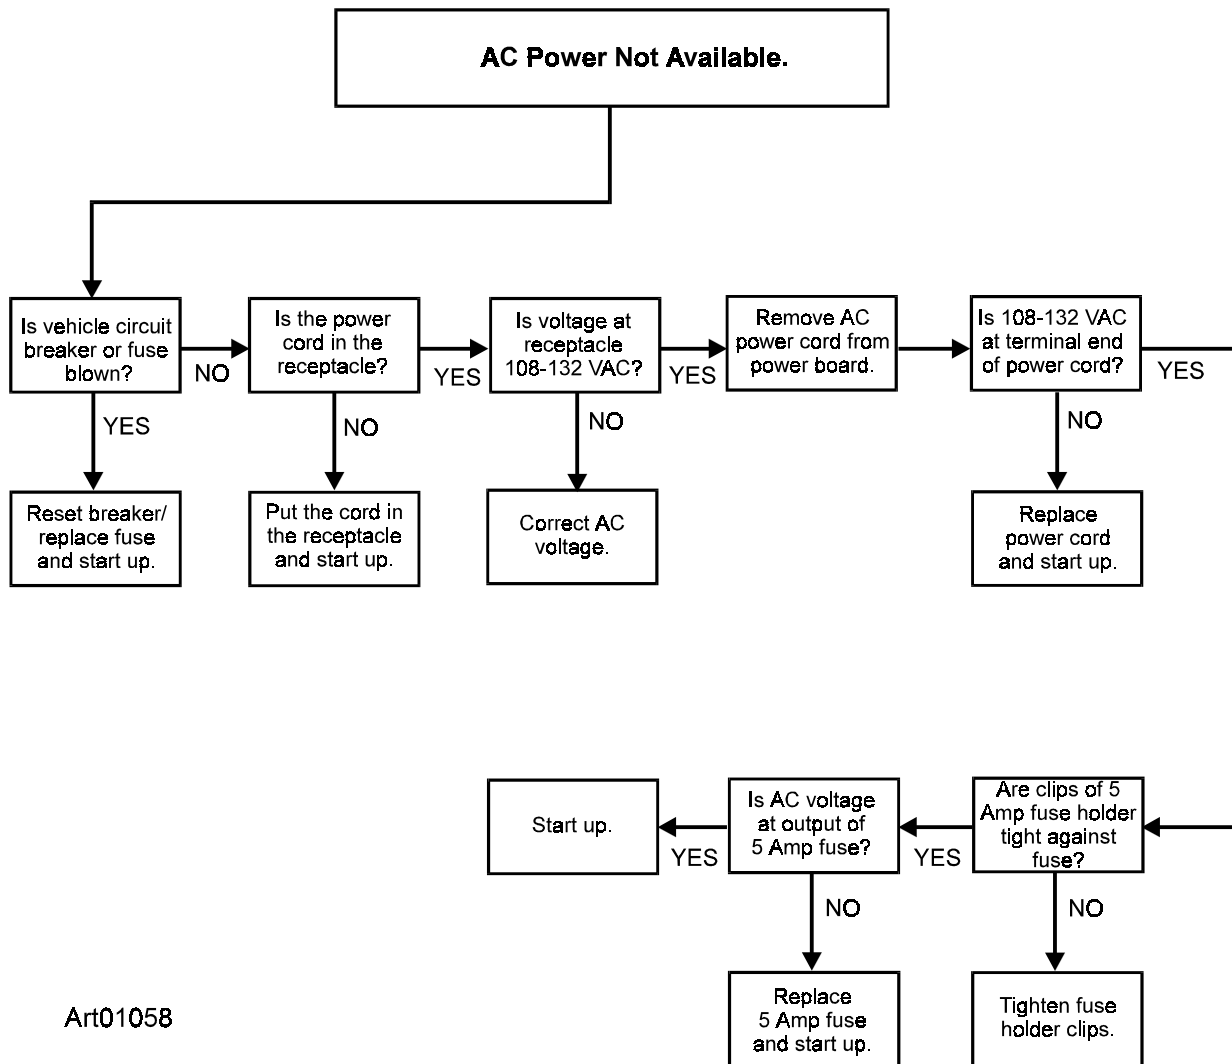 AC Power Not Available.
Is vehicle circuit
breaker or fuse
blown?
NO
YES
Reset breaker/
replace fuse
and start up.
Is the power
cord in the
receptacle?
YES
NO
Put the cord in
the receptacle
and start up.
Is voltage at
receptacle
108-132 VAC?
YES
NO
Correct AC
voltage.
Remove AC
power cord from
power board.
Is 108-132 VAC
at terminal end
of power cord?
YES
NO
Replace
power cord
and start up.
Are clips of 5
Amp fuse holder
tight against
fuse?
YES
NO
Tighten fuse
holder clips.
Is AC voltage
at output of
5 Amp fuse?
YES
NO
Replace
5 Amp fuse
and start up.
Start up.
Art01058